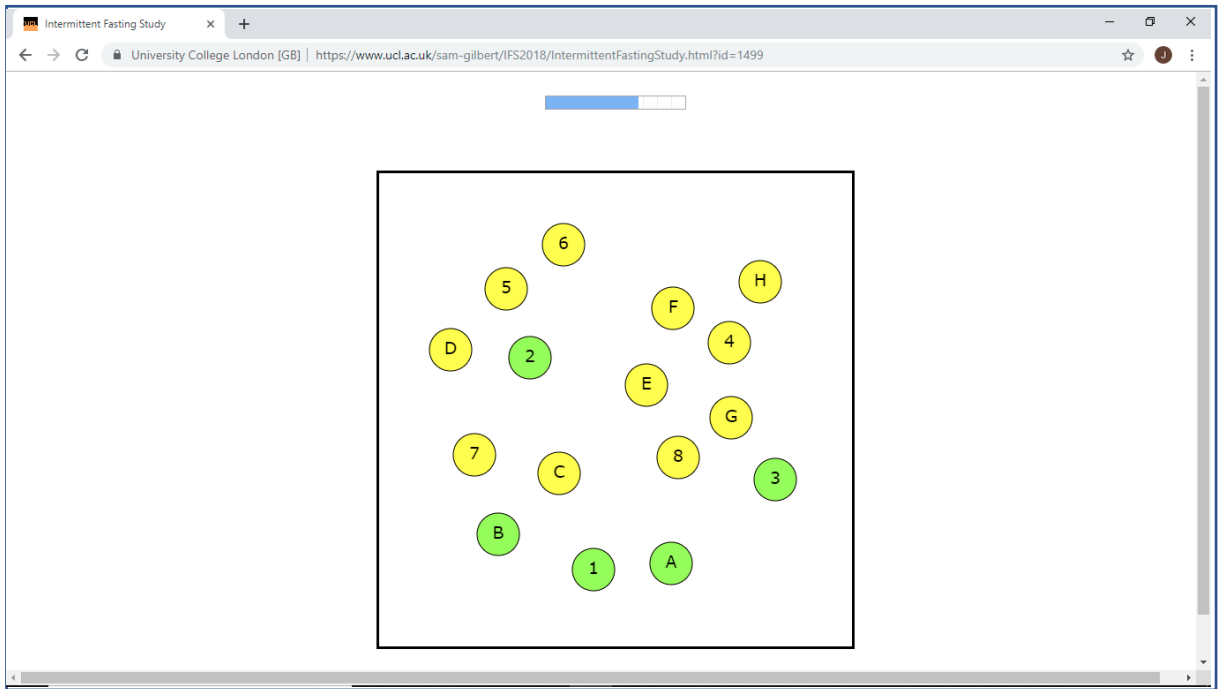 UCL Intermittent Fasting Study
University College London [GB] | https://www.ucl.ac.uk/sam-gilbert/IFS2018/IntermittentFastingStudy.html?id=1499
J
6
H
5
F
4
D
2
E
G
7
8
C
3
B
A
1